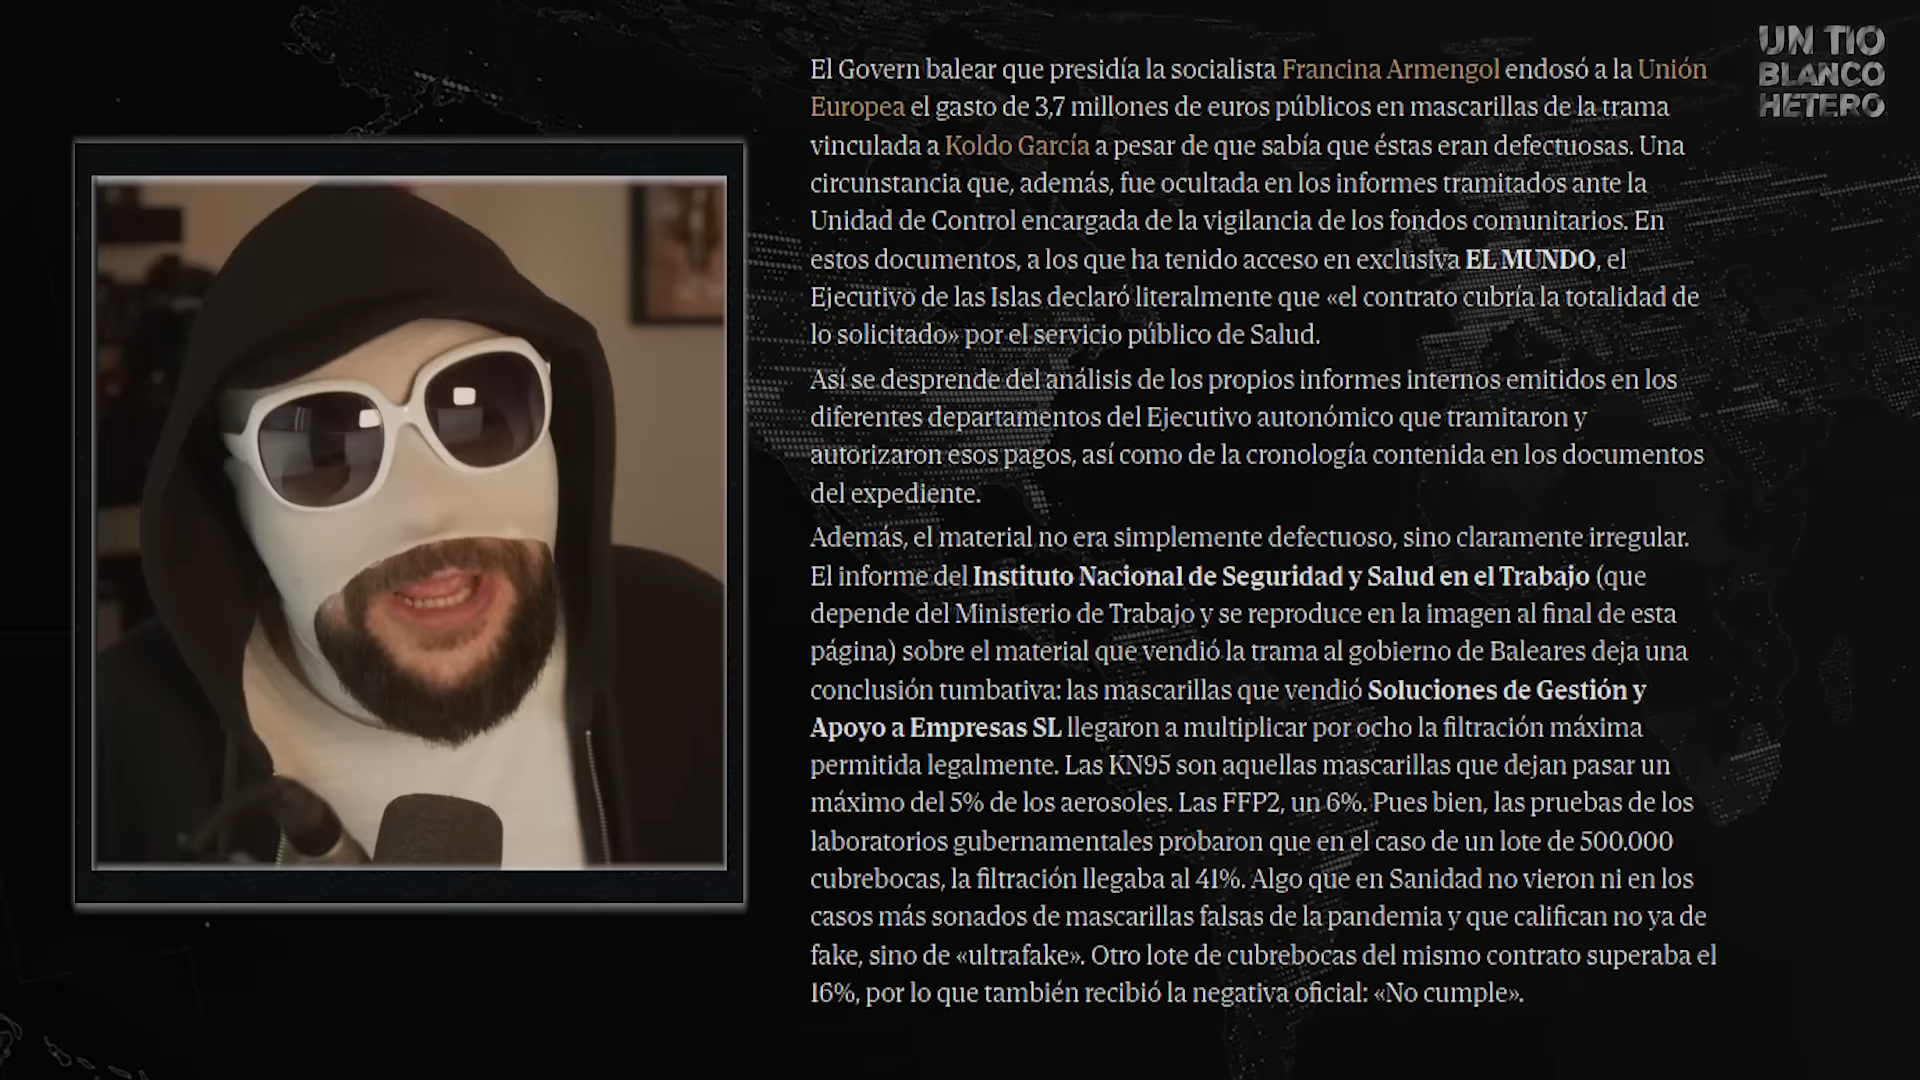 UN TIO
BLANCO
HETERO
El Govern balear que presidía la socialista Francina Armengol endosó a la Unión
Europea el gasto de 3,7 millones de euros públicos en mascarillas de la trama
vinculada a Koldo García a pesar de que sabía que éstas eran defectuosas. Una
circunstancia que, además, fue ocultada en los informes tramitados ante la
Unidad de Control encargada de la vigilancia de los fondos comunitarios. En
estos documentos, a los que ha tenido acceso en exclusiva EL MUNDO, el
Ejecutivo de las Islas declaró literalmente que «el contrato cubría la totalidad de
lo solicitado» por el servicio público de Salud.
Así se desprende del análisis de los propios informes internos emitidos en los
diferentes departamentos del Ejecutivo autonómico que tramitaron y
autorizaron esos pagos, así como de la cronología contenida en los documentos
del expediente.
Además, el material no era simplemente defectuoso, sino claramente irregular.
El informe del Instituto Nacional de Seguridad y Salud en el Trabajo (que
depende del Ministerio de Trabajo y se reproduce en la imagen al final de esta
página) sobre el material que vendió la trama al gobierno de Baleares deja una
conclusión tumbativa: las mascarillas que vendió Soluciones de Gestión y
Apoyo a Empresas SL llegaron a multiplicar por ocho la filtración máxima
permitida legalmente. Las KN95 son aquellas mascarillas que dejan pasar un
máximo del 5% de los aerosoles. Las FFP2, un 6%. Pues bien, las pruebas de los
laboratorios gubernamentales probaron que en el caso de un lote de 500.000
cubrebocas, la filtración llegaba al 41%. Algo que en Sanidad no vieron ni en los
casos más sonados de mascarillas falsas de la pandemia y que califican no ya de
fake, sino de «ultrafake». Otro lote de cubrebocas del mismo contrato superaba el
16%, por lo que también recibió la negativa oficial: «No cumple».